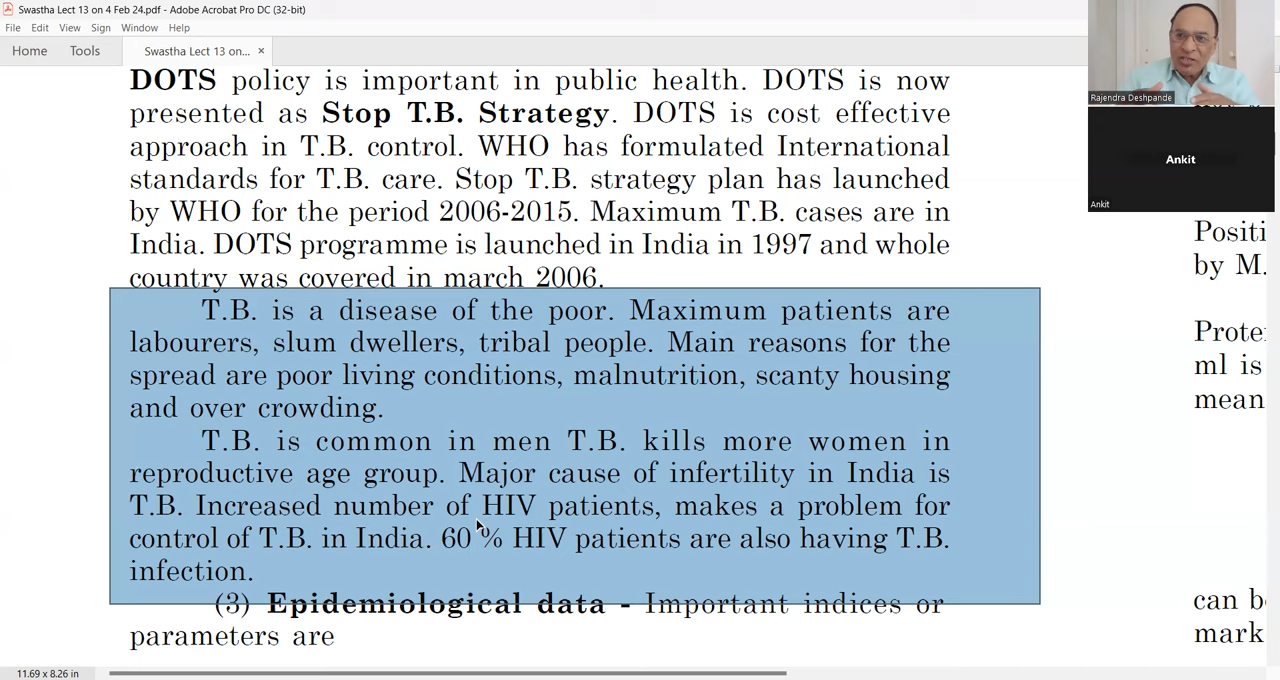 Swastha Lect 13 on 4 Feb 24.pdf - Adobe Acrobat Pro DC (32-bit)
File Edit View Sign Window Help
Home Tools Swastha Lect 13 on... ×
DOTS policy is important in public health. DOTS is now
presented as Stop T.B. Strategy. DOTS is cost effective
approach in T.B. control. WHO has formulated International
standards for T.B. care. Stop T.B. strategy plan has launched
by WHO for the period 2006-2015. Maximum T.B. cases are in
India. DOTS programme is launched in India in 1997 and whole
country was covered in march 2006.
T.B. is a disease of the poor. Maximum patients are
labourers, slum dwellers, tribal people. Main reasons for the
spread are poor living conditions, malnutrition, scanty housing
and over crowding.
T.B. is common in men T.B. kills more women in
reproductive age group. Major cause of infertility in India is
T.B. Increased number of HIV patients, makes a problem for
control of T.B. in India. 60 % HIV patients are also having T.B.
infection.
(3) Epidemiological data - Important indices or
parameters are
Rajendra Deshpande
Ankit
Ankit
Positi
by M.
Prote
ml is
mean
can b
mark
11.69 x 8.26 in